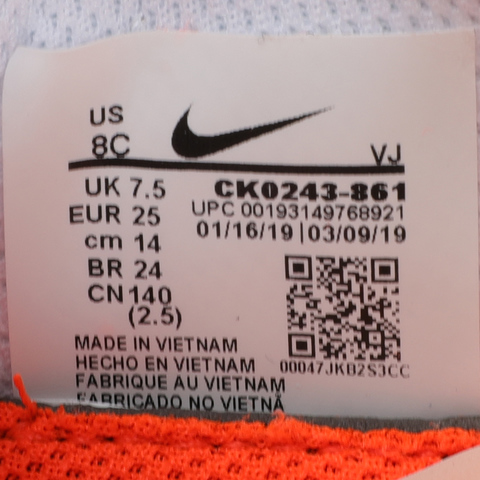 US
8C
VJ
UK 7.5
CK0243-861
EUR 25
UPC 00193149768921
cm 14
01/16/19|03/09/19
BR 24
CN 140
(2.5)
00047JKB2S3CC
MADE IN VIETNAM
HECHO EN VIETNAM
FABRIQUE AU VIETNAM
FABRICADO NO VIETNÃ